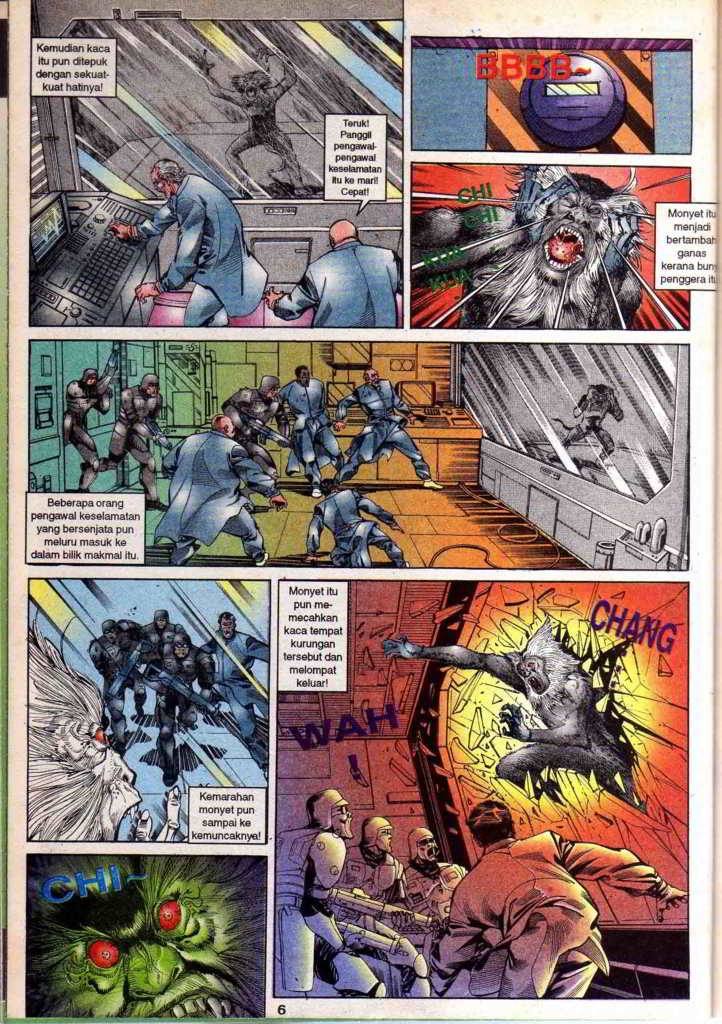 Kemudian kaca
itu pun ditepuk
dengan sekuat-
kuat hatinya!
Teruk!
Panggil
pengawal-
pengawal
keselamatan
itu ke mari!
Cepat!
BBBB~
CHI
CHI
KUA
KUA
Monyet itu
menjadi
bertambah
ganas
kerana
penggera
Beberapa orang
pengawal keselamatan
yang bersenjata pun
meluru masuk ke
dalam bilik makmal itu.
Kemarahan
monyet pun
sampai ke
kemuncaknya!
Monyet itu
pun me-
mecahkan
kaca tempat
kurungan
tersebut dan
melompat
keluar!
CHANG
WAH
!
CHI~
6